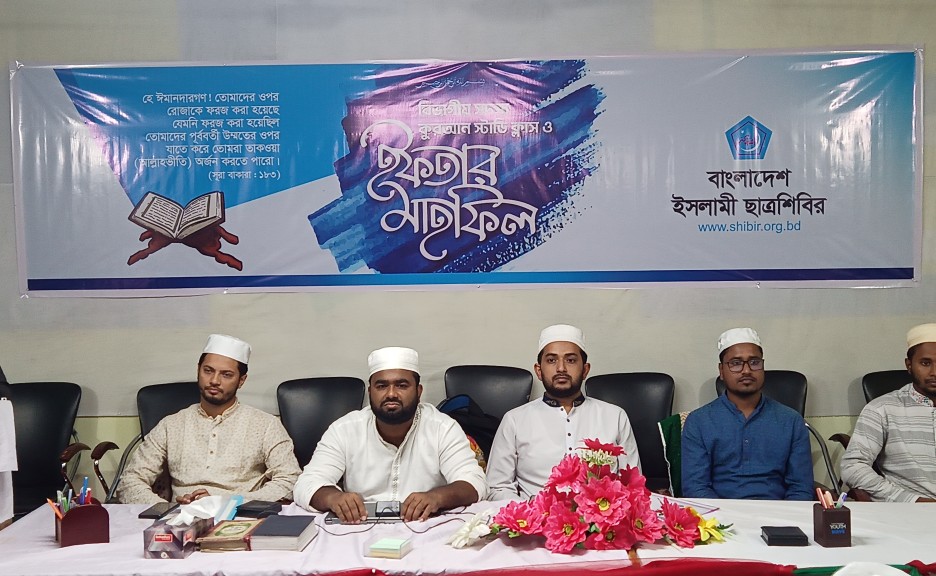 হে ঈমানদারগণ! তোমাদের ওপর
রোজাকে ফরজ করা হয়েছে
যেমনি ফরজ করা হয়েছিল
তোমাদের পূর্ববর্তী উম্মতের ওপর
যাতে করে তোমরা তাকওয়া
(আল্লাহভীতি) অর্জন করতে পারো।
(সূরা বাকারা : ১৮৩)
বিভাগীয়
কুরআন স্টাডি ক্লাস ও
ইফতার
মাহফিল
বাংলাদেশ
ইসলামী ছাত্রশিবির
www.shibir.org.bd
YOUTH